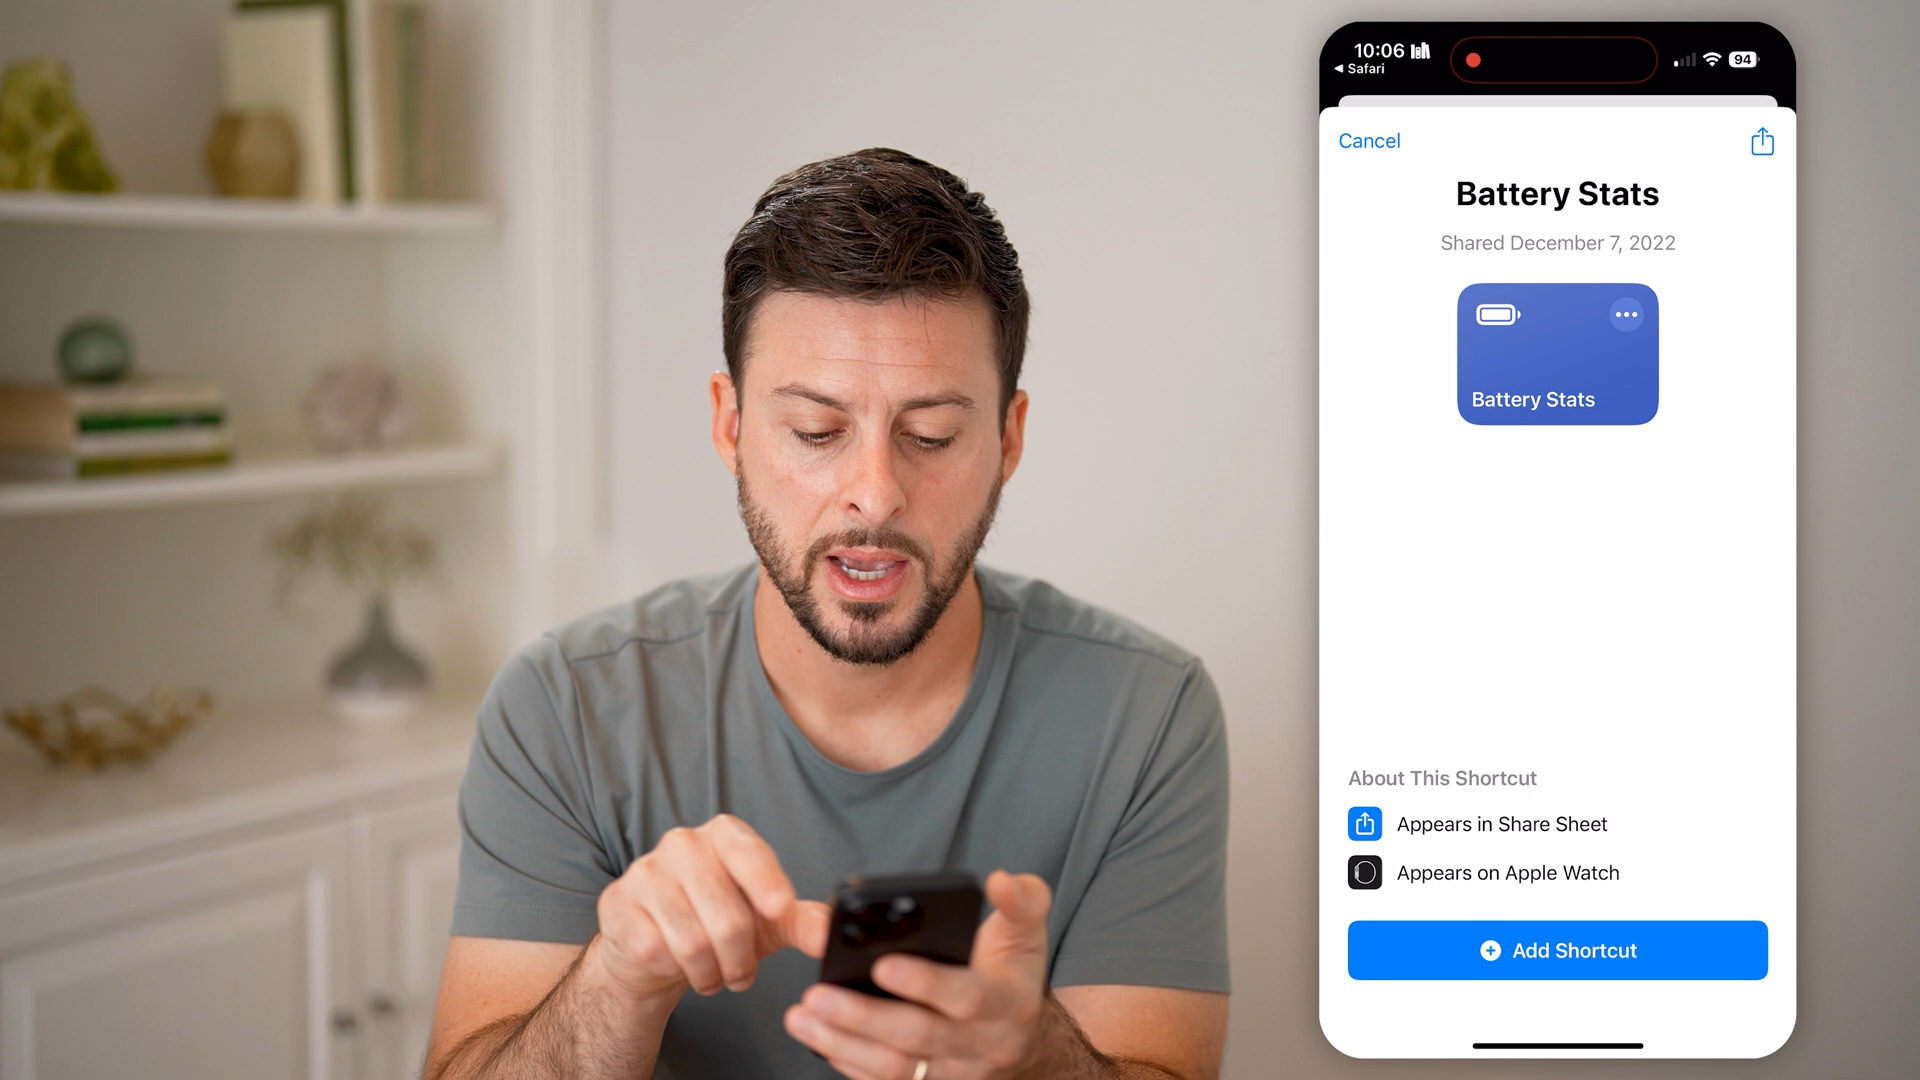 10:06
◀ Safari
94
Cancel
Battery Stats
Shared December 7, 2022
Battery Stats
About This Shortcut
Appears in Share Sheet
Appears on Apple Watch
Add Shortcut